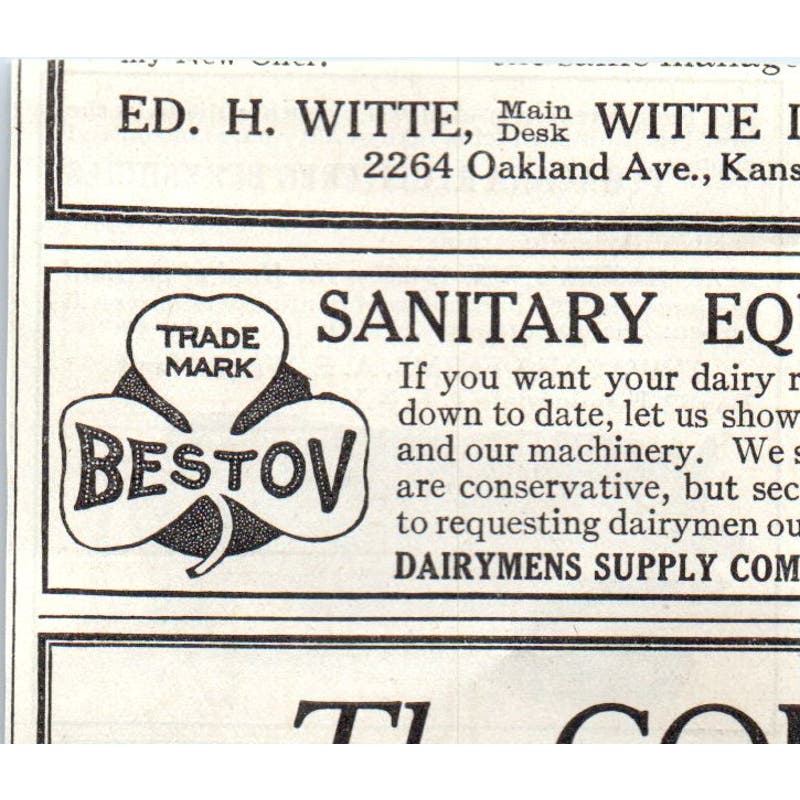 ED. H. WITTE, Main Desk WITTE
2264 Oakland Ave., Kans
TRADE
MARK
BESTOV
SANITARY EQU
If you want your dairy r
down to date, let us show
and our machinery. We s
are conservative, but sec
to requesting dairymen ou
DAIRYMENS SUPPLY COM